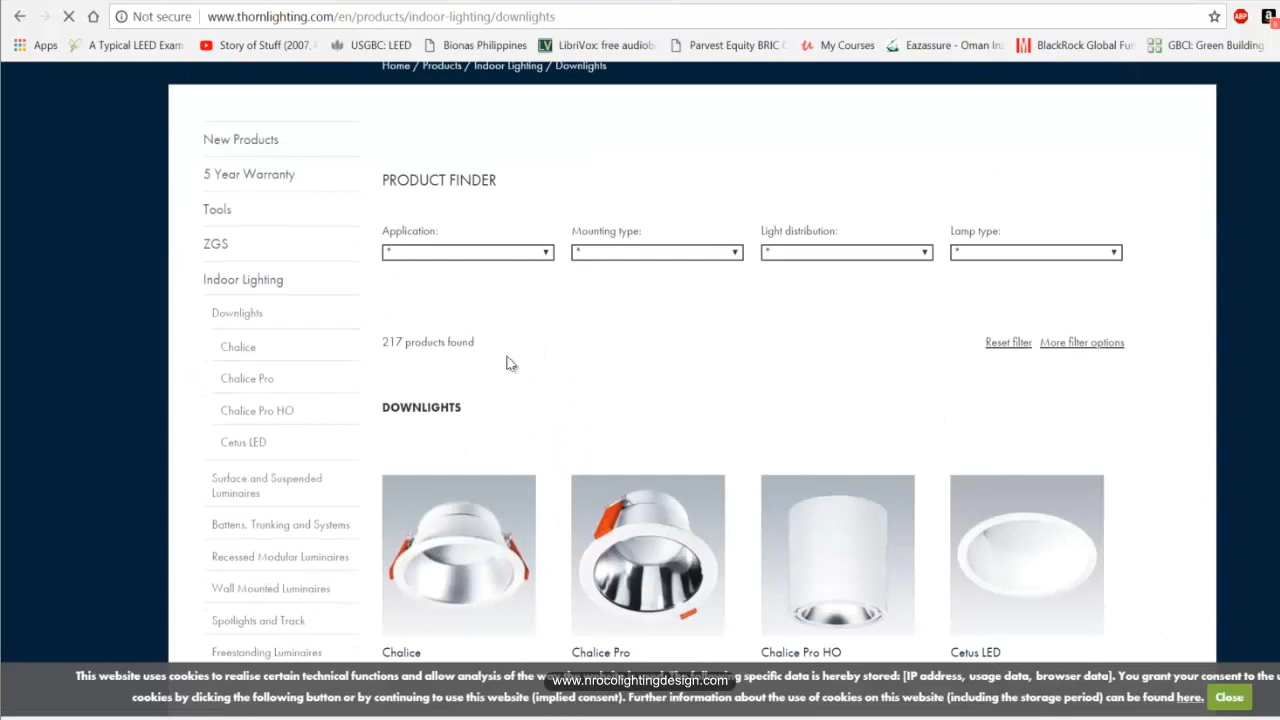 Not secure www.thornlighting.com/en/products/indoor-lighting/downlights
ABP
Apps A Typical LEED Exam Story of Stuff (2007, USGBC: LEED Bionas Philippines LibriVox: free audiob Parvest Equity BRIC My Courses Eazassure - Oman In BlackRock Global Fu GBCI: Green Building
Home / Products / Indoor Lighting / Downlights
New Products
5 Year Warranty
Tools
ZGS
Indoor Lighting
Downlights
Chalice
Chalice Pro
Chalice Pro HO
Cetus LED
Surface and Suspended
Luminaires
Battens, Trunking and Systems
Recessed Modular Luminaires
Wall Mounted Luminaires
Spotlights and Track
Freestanding Luminaires
PRODUCT FINDER
Application: Mounting type: Light distribution: Lamp type:
* * * *
217 products found Reset filter More filter options
DOWNLIGHTS
Chalice Chalice Pro Chalice Pro HO Cetus LED
This website uses cookies to realise certain technical functions and allow analysis of the specific data is hereby stored: [IP address, usage data, browser data]. You grant your consent to the u
www.nrocolightingdesign.com
cookies by clicking the following button or by continuing to use this website (implied consent). Further information about the use of cookies on this website (including the storage period) can be found here. Close